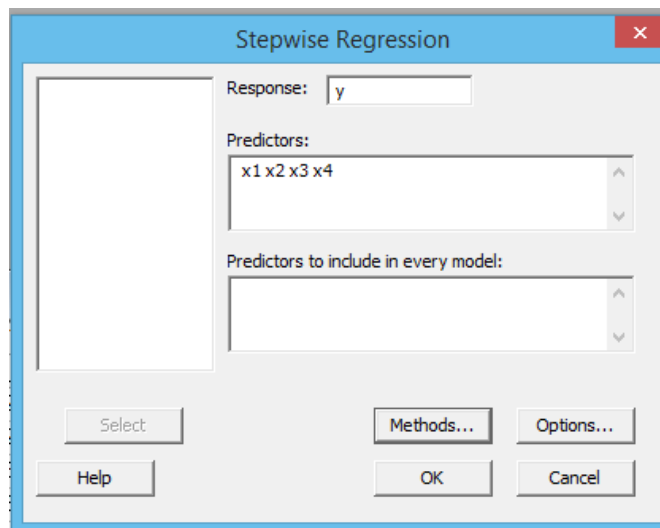 Stepwise Regression
Response: y
Predictors:
x1 x2 x3 x4
Predictors to include in every model:
Select
Methods...
Options...
Help
OK
Cancel